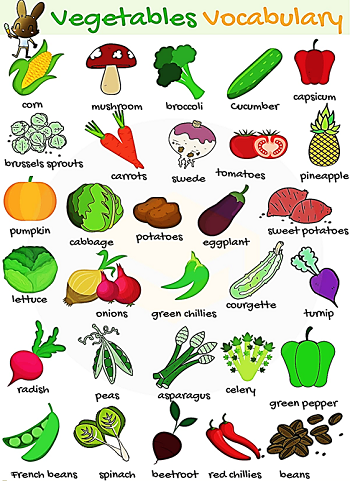 Vegetables Vocabulary
corn
mushroom
broccoli
cucumber
capsicum
brussels sprouts
carrots
swede
tomatoes
pineapple
pumpkin
cabbage
potatoes
eggplant
sweet potatoes
lettuce
onions
green chillies
courgette
turnip
radish
peas
asparagus
celery
green pepper
French beans
spinach
beetroot
red chillies
beans